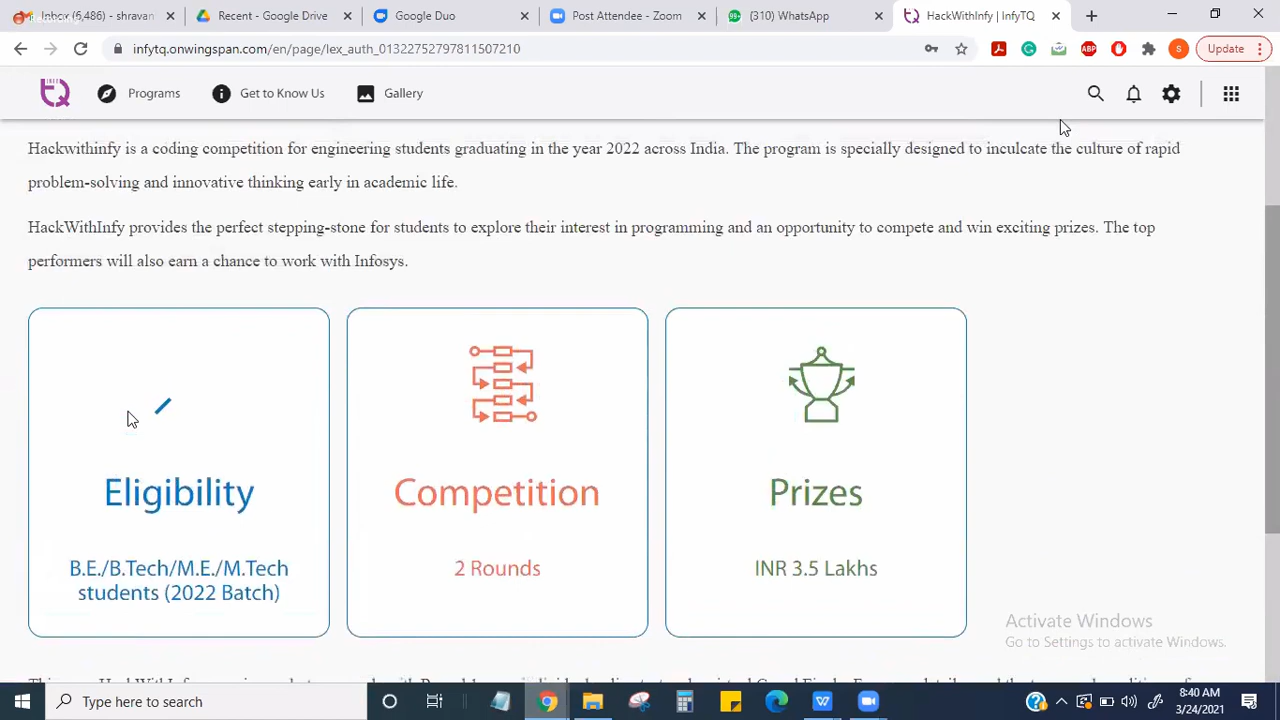 Inbox (6,486) - shravan
Recent - Google Drive
Google Duo
Post Attendee - Zoom
(310) WhatsApp
HackWithInfy | InfyTQ
infytq.onwingspan.com/en/page/lex_auth_01322752797811507210
ABP
S
Update
Programs
Get to Know Us
Gallery
Hackwithinfy is a coding competition for engineering students graduating in the year 2022 across India. The program is specially designed to inculcate the culture of rapid
problem-solving and innovative thinking early in academic life.
HackWithInfy provides the perfect stepping-stone for students to explore their interest in programming and an opportunity to compete and win exciting prizes. The top
performers will also earn a chance to work with Infosys.
Eligibility
B.E./B.Tech/M.E./M.Tech
students (2022 Batch)
Competition
2 Rounds
Prizes
INR 3.5 Lakhs
Activate Windows
Go to Settings to activate Windows.
Type here to search
8:40 AM
3/24/2021